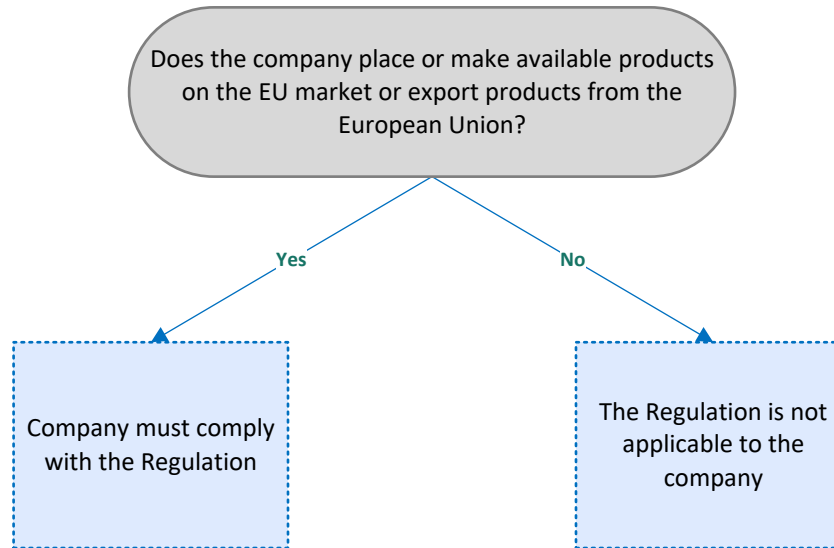 Does the company place or make available products
on the EU market or export products from the
European Union?
Yes
No
Company must comply
with the Regulation
The Regulation is not
applicable to the
company